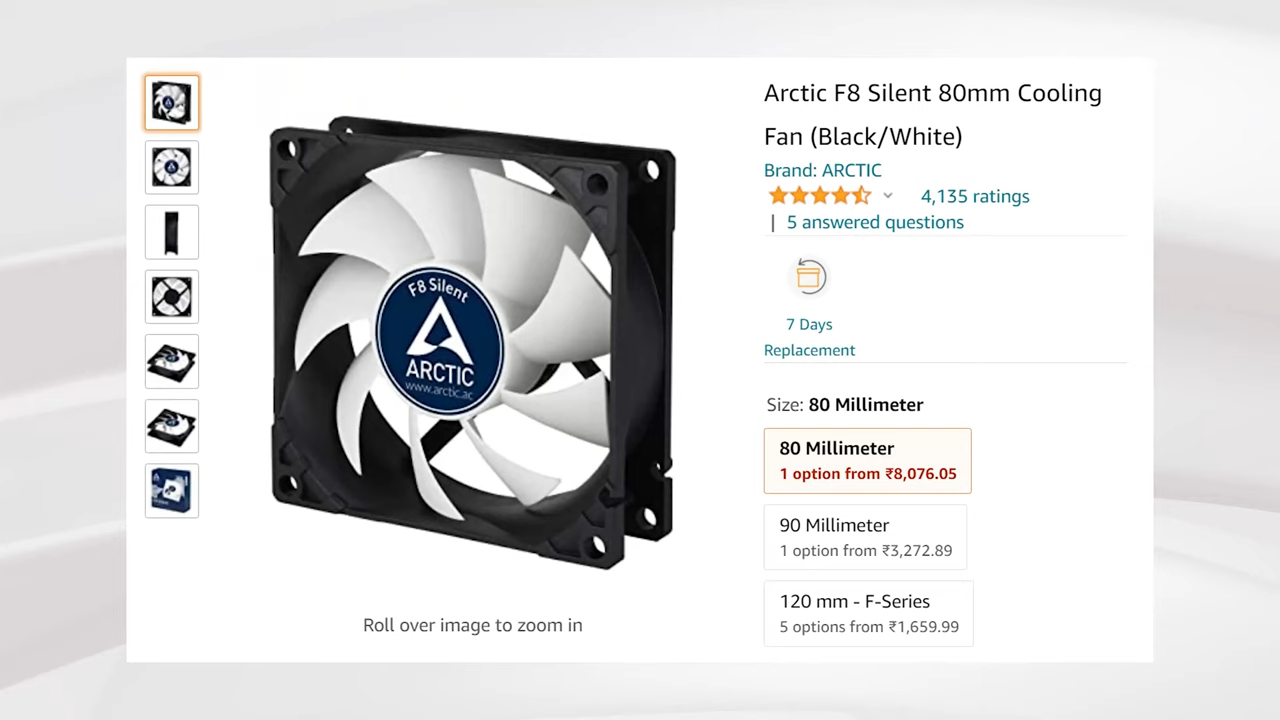 Arctic F8 Silent 80mm Cooling
Fan (Black/White)
Brand: ARCTIC
4,135 ratings
| 5 answered questions
7 Days
Replacement
Size: 80 Millimeter
80 Millimeter
1 option from ₹8,076.05
90 Millimeter
1 option from ₹3,272.89
120 mm - F-Series
5 options from ₹1,659.99
F8 Silent
ARCTIC
www.arctic.ac
Roll over image to zoom in